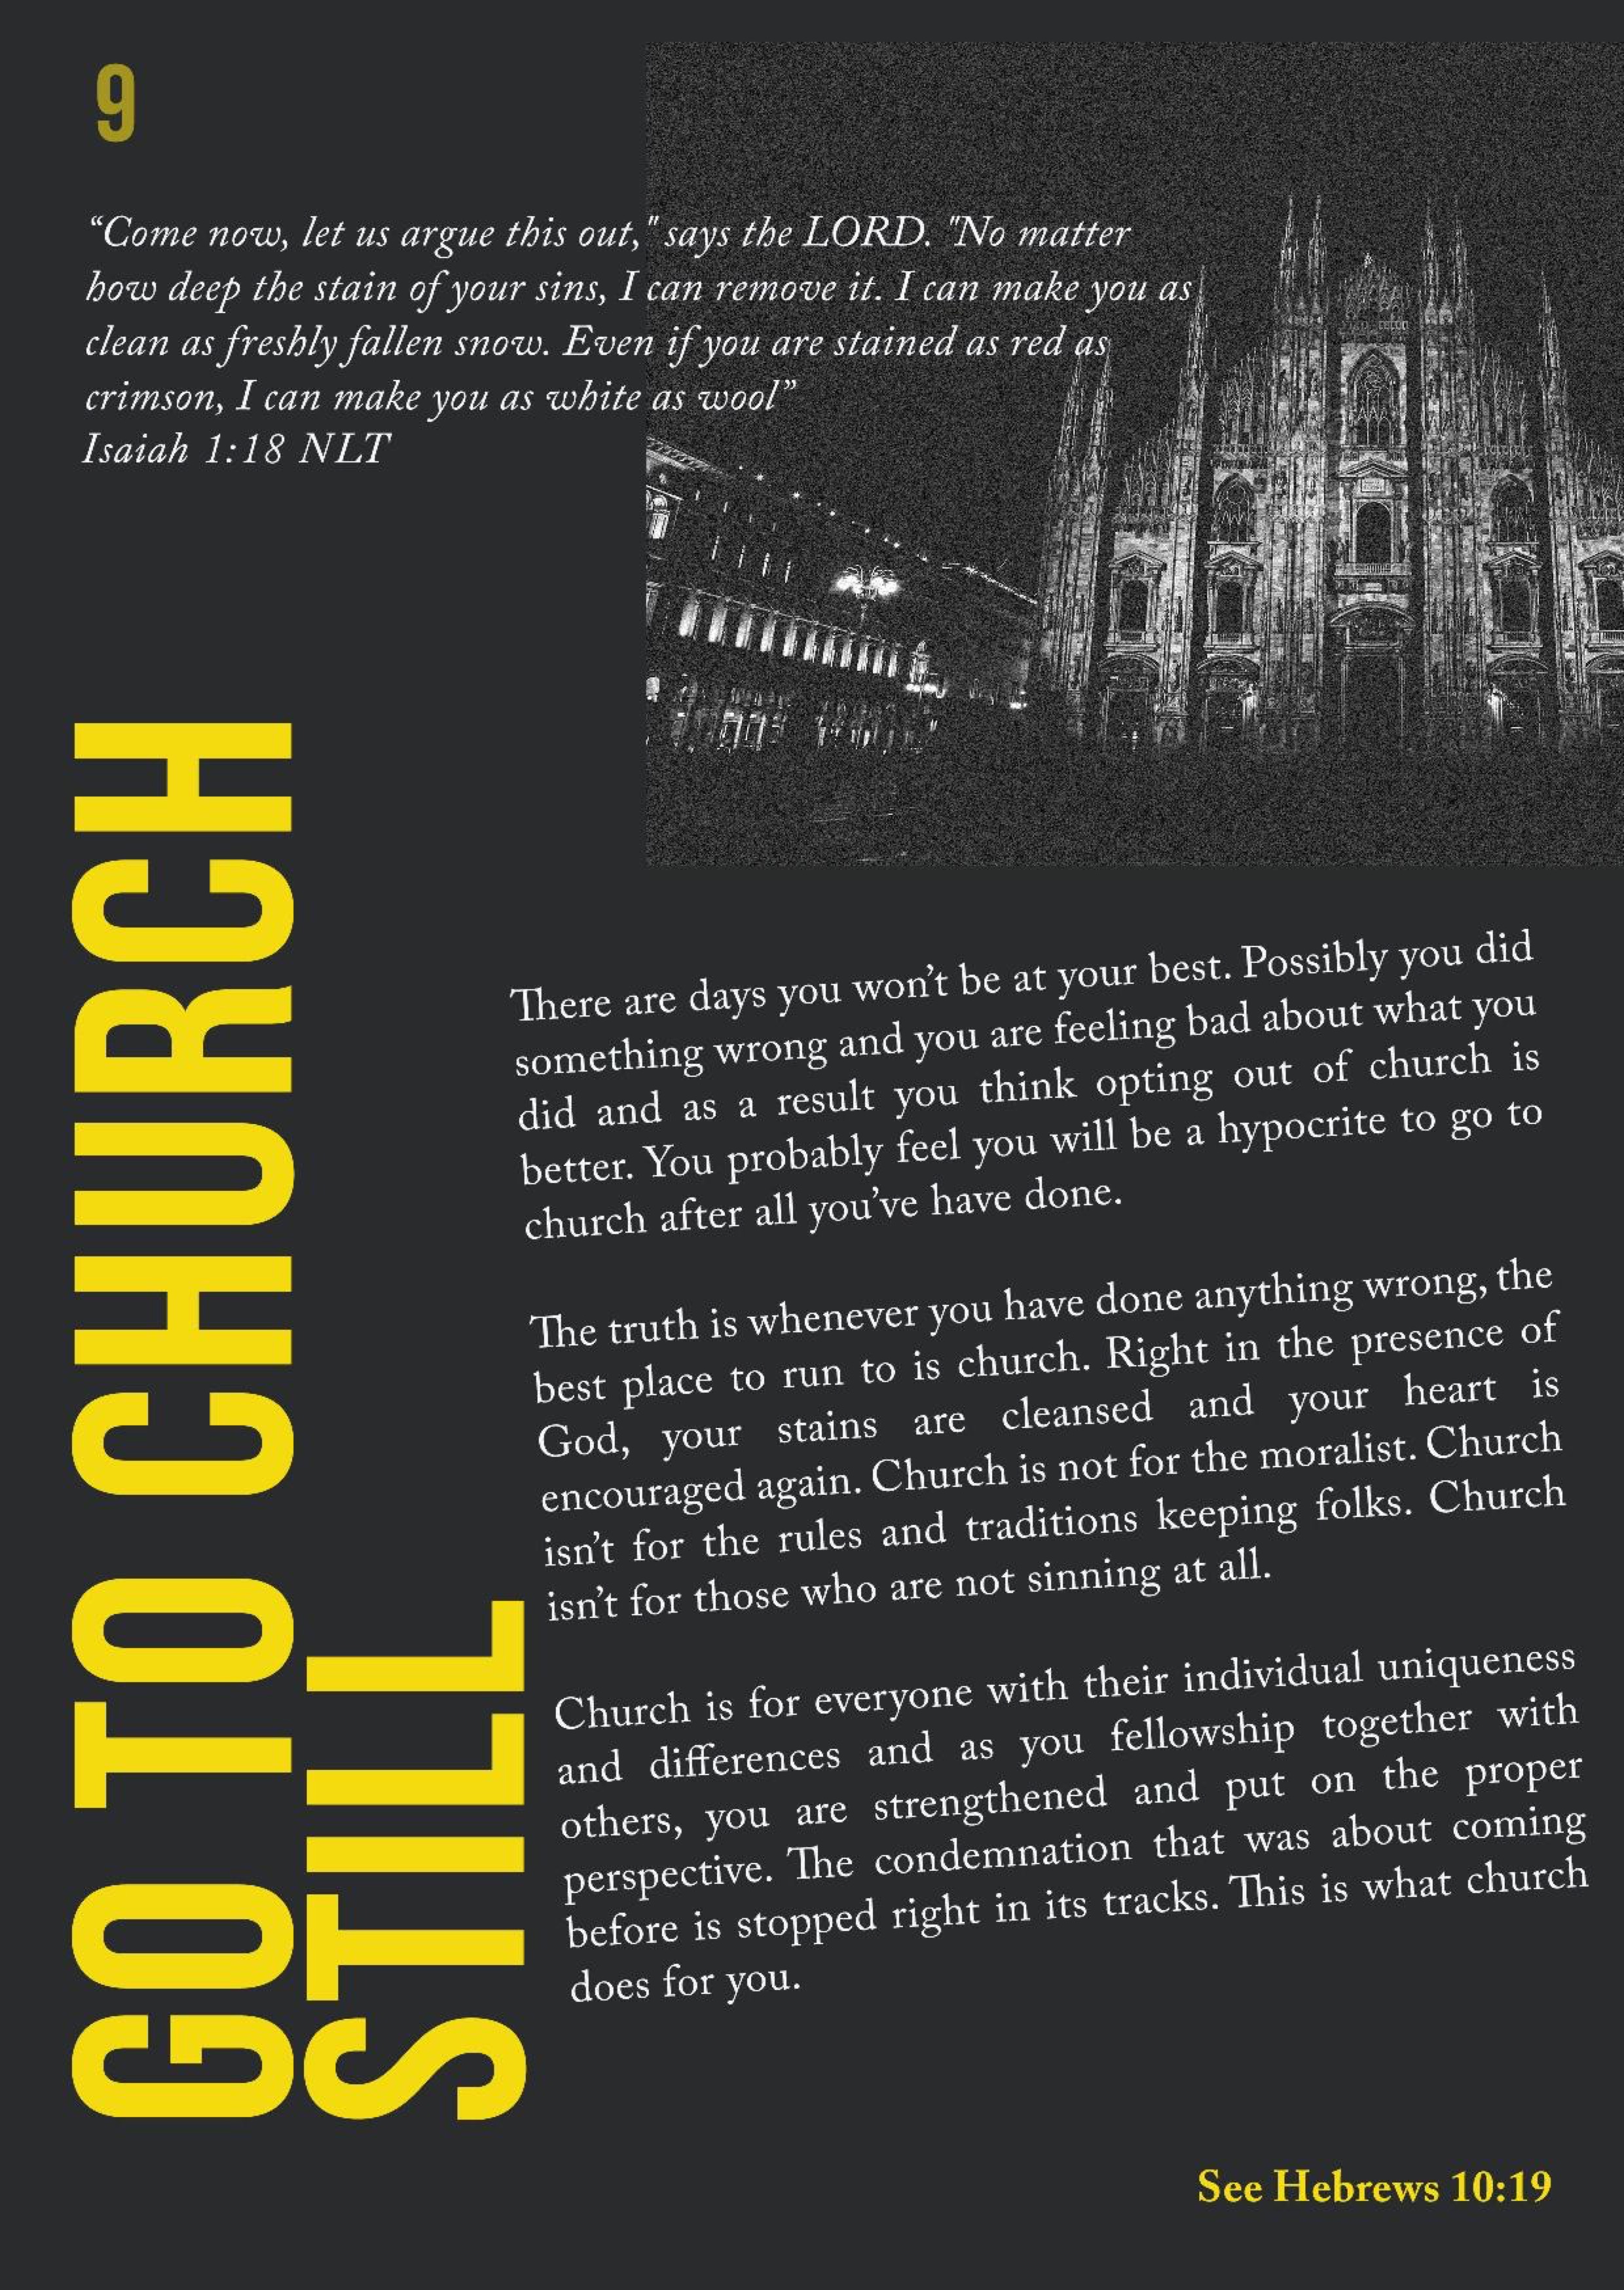 9
“Come now, let us argue this out," says the LORD. "No matter
how deep the stain of your sins, I can remove it. I can make you as
clean as freshly fallen snow. Even if you are stained as red as
crimson, I can make you as white as wool”
Isaiah 1:18 NLT
GO TO CHURCH
STILL
There are days you won’t be at your best. Possibly you did
something wrong and you are feeling bad about what you
did and as a result you think opting out of church is
better. You probably feel you will be a hypocrite to go to
church after all you’ve have done.
The truth is whenever you have done anything wrong, the
best place to run to is church. Right in the presence of
God, your stains are cleansed and your heart is
encouraged again. Church is not for the moralist. Church
isn’t for the rules and traditions keeping folks. Church
isn’t for those who are not sinning at all.
Church is for everyone with their individual uniqueness
and differences and as you fellowship together with
others, you are strengthened and put on the proper
perspective. The condemnation that was about coming
before is stopped right in its tracks. This is what church
does for you.
See Hebrews 10:19